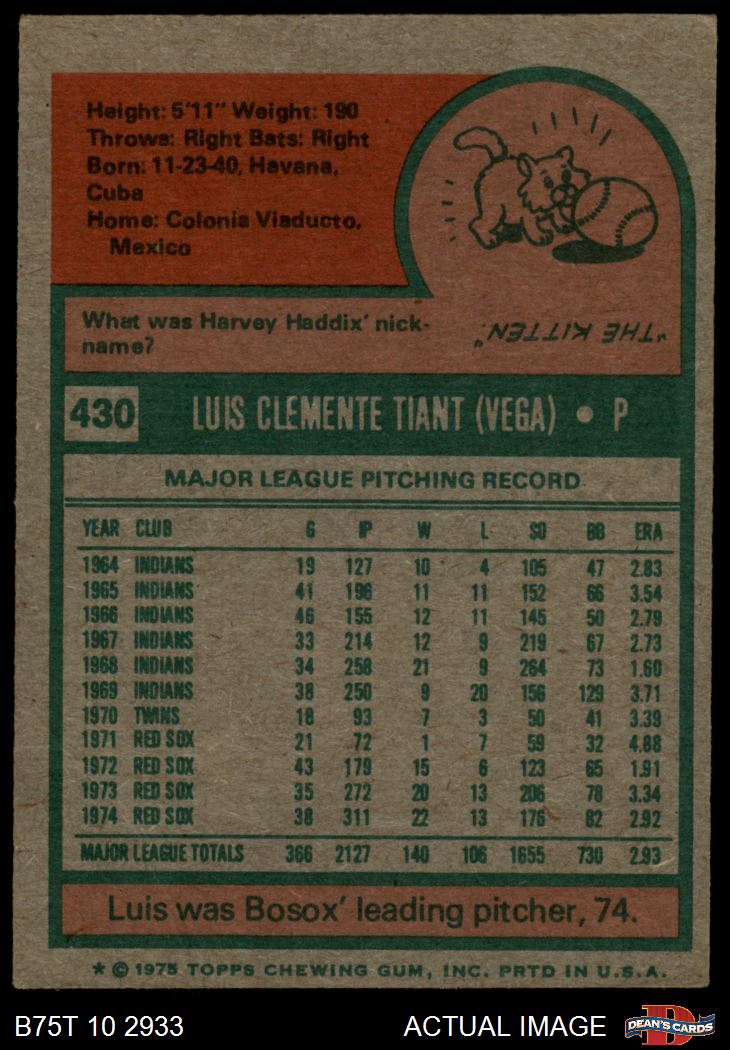 Height: 5'11" Weight: 190
Throws: Right Bats: Right
Born: 11-23-40, Havana,
Cuba
Home: Colonia Viaducto,
Mexico
What was Harvey Haddix' nick-
name?
"THE KITTEN."
430 LUIS CLEMENTE TIANT (VEGA) • P
MAJOR LEAGUE PITCHING RECORD
YEAR CLUB G IP W L SO BB ERA
1964 INDIANS 19 127 10 4 105 47 2.83
1965 INDIANS 41 196 11 11 152 66 3.54
1966 INDIANS 46 155 12 11 145 50 2.79
1967 INDIANS 33 214 12 9 219 67 2.73
1968 INDIANS 34 258 21 9 264 73 1.60
1969 INDIANS 38 250 9 20 156 129 3.71
1970 TWINS 18 93 7 3 50 41 3.39
1971 RED SOX 21 72 1 7 59 32 4.88
1972 RED SOX 43 179 15 6 123 65 1.91
1973 RED SOX 35 272 20 13 206 78 3.34
1974 RED SOX 38 311 22 13 176 82 2.92
MAJOR LEAGUE TOTALS 366 2127 140 106 1655 730 2.93
Luis was Bosox' leading pitcher, 74.
* © 1975 TOPPS CHEWING GUM, INC. PRTD IN U.S.A.
B75T 10 2933 ACTUAL IMAGE D DEAN'S CARDS